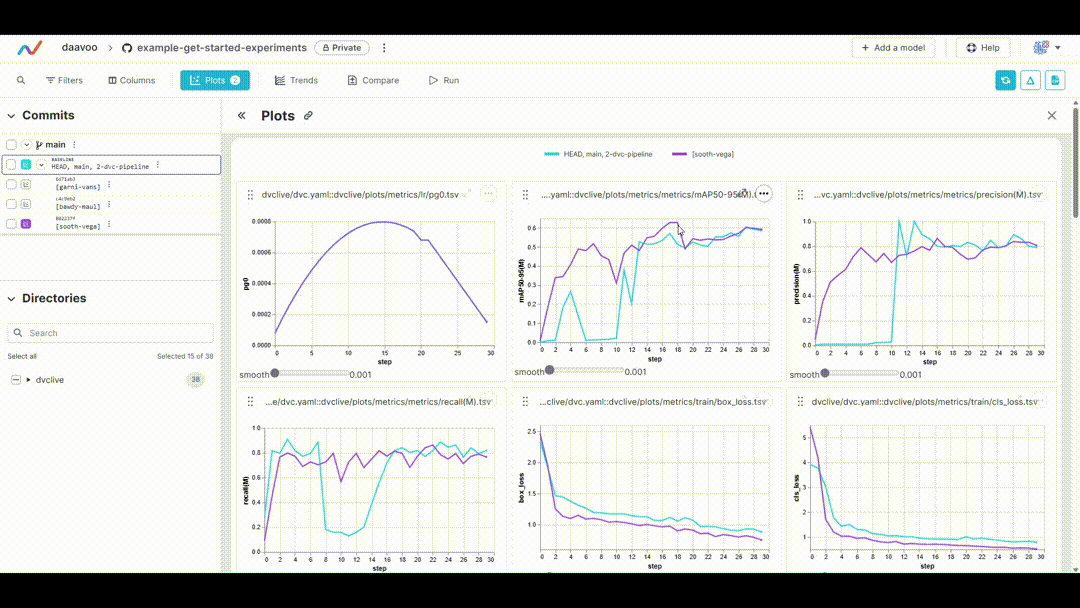 daavoo › example-get-started-experiments Private
+ Add a model Help
Filters Columns Plots 2 Trends Compare Run
Commits
main
BASELINE
HEAD, main, 2-dvc-pipeline
[garni-vans]
[bawdy-maul]
[sooth-vega]
Directories
Search
Select all Selected 15 of 38
dvclive 38
Plots
HEAD, main, 2-dvc-pipeline [sooth-vega]
dvclive/dvc.yaml::dvclive/plots/metrics/lr/pg0.tsv
0.0008
0.0006
0.0004
0.0002
0.0000
pg0
0 5 10 15 20 25 30
step
smooth 0.001
....yaml::dvclive/plots/metrics/metrics/mAP50-95(M).t
0.6
0.5
0.4
0.3
0.2
0.1
0.0
mAP50-95(M)
0 2 4 6 8 10 12 14 16 18 20 22 24 26 28 30
step
smooth 0.001
...vc.yaml::dvclive/plots/metrics/metrics/precision(M).tsv
1.0
0.8
0.6
0.4
0.2
0.0
precision(M)
0 2 4 6 8 10 12 14 16 18 20 22 24 26 28 30
step
smooth 0.001
...e/dvc.yaml::dvclive/plots/metrics/metrics/recall(M).tsv
1.0
0.8
0.6
0.4
0.2
0.0
recall(M)
0 2 4 6 8 10 12 14 16 18 20 22 24 26 28 30
step
...clive/dvc.yaml::dvclive/plots/metrics/train/box_loss.tsv
2.5
2.0
1.5
1.0
box_loss
0 2 4 6 8 10 12 14 16 18 20 22 24 26 28 30
step
dvclive/dvc.yaml::dvclive/plots/metrics/train/cls_loss.tsv
5
4
3
2
1
cls_loss
0 2 4 6 8 10 12 14 16 18 20 22 24 26 28 30
step